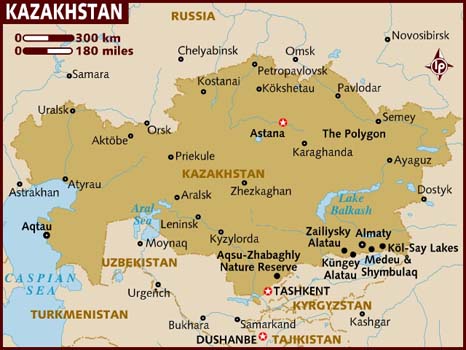 KAZAKHSTAN
RUSSIA
0 300 km
0 180 miles
Novosibirsk
Chelyabinsk
Omsk
Samara
Petropavlovsk
lp
Kostanai
Kökshetau
Pavlodar
Uralsk
Orsk
Astana
The Polygon
Semey
Aktöbe
Priekule
Karaghanda
Ayaguz
KAZAKHSTAN
Astrakhan
Atyrau
Zhezkaghan
Dostyk
Aralsk
Aral
Sea
Lake
Balkash
Leninsk
Aqtau
Moynaq
Kyzylorda
Zailiysky
Alatau
Almaty
Köl-Say Lakes
Aqsu-Zhabaghly
Nature Reserve
Küngey
Alatau
Medeu &
Shymbulaq
UZBEKISTAN
CASPIAN
SEA
Urgench
TASHKENT
KYRGYZSTAN
TURKMENISTAN
Bukhara
Samarkand
Kashgar
DUSHANBE
TAJIKISTAN